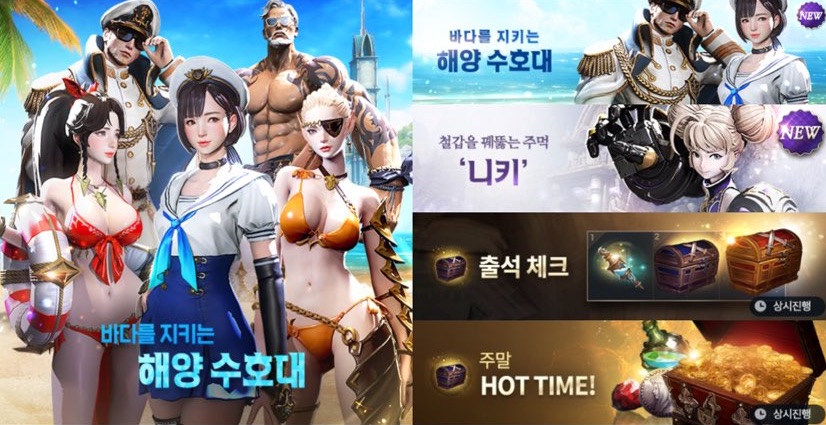 바다를 지키는
해양 수호대
바다를 지키는
해양 수호대
NEW
철갑을 꿰뚫는 주먹
'니키'
NEW
출석 체크
1
2
상시진행
주말
HOT TIME!
상시진행